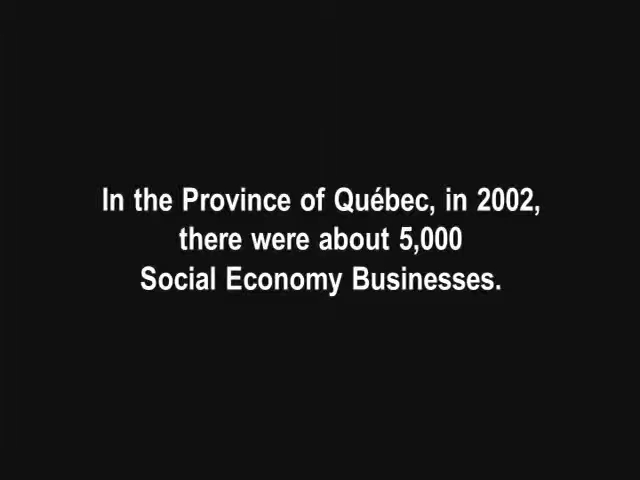 In the Province of Québec, in 2002,
there were about 5,000
Social Economy Businesses.